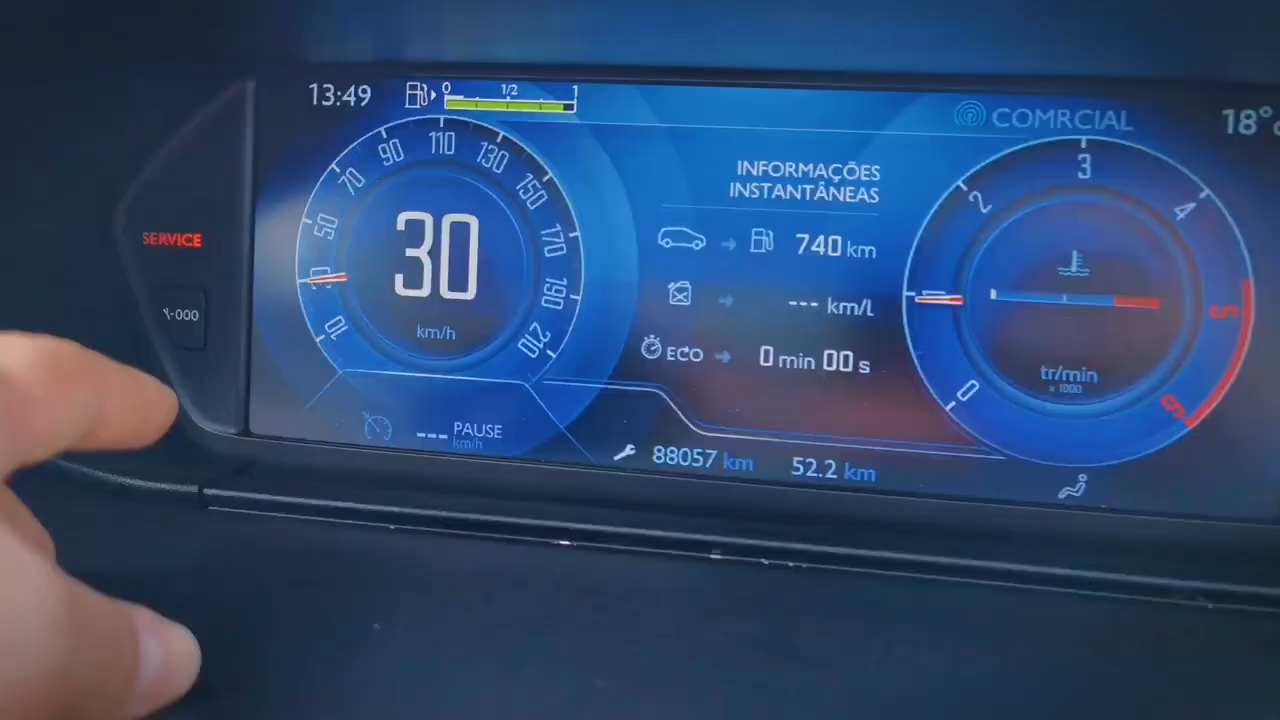 13:49
0 1/2 1
COMRCIAL
18°
SERVICE
-000
10
30
50
70
90
110
130
150
170
190
210
30
km/h
INFORMAÇÕES
INSTANTÂNEAS
740 km
--- km/L
ECO
0 min 00 s
0
2
3
4
5
6
tr/min
x 1000
--- PAUSE
km/h
88057 km
52.2 km